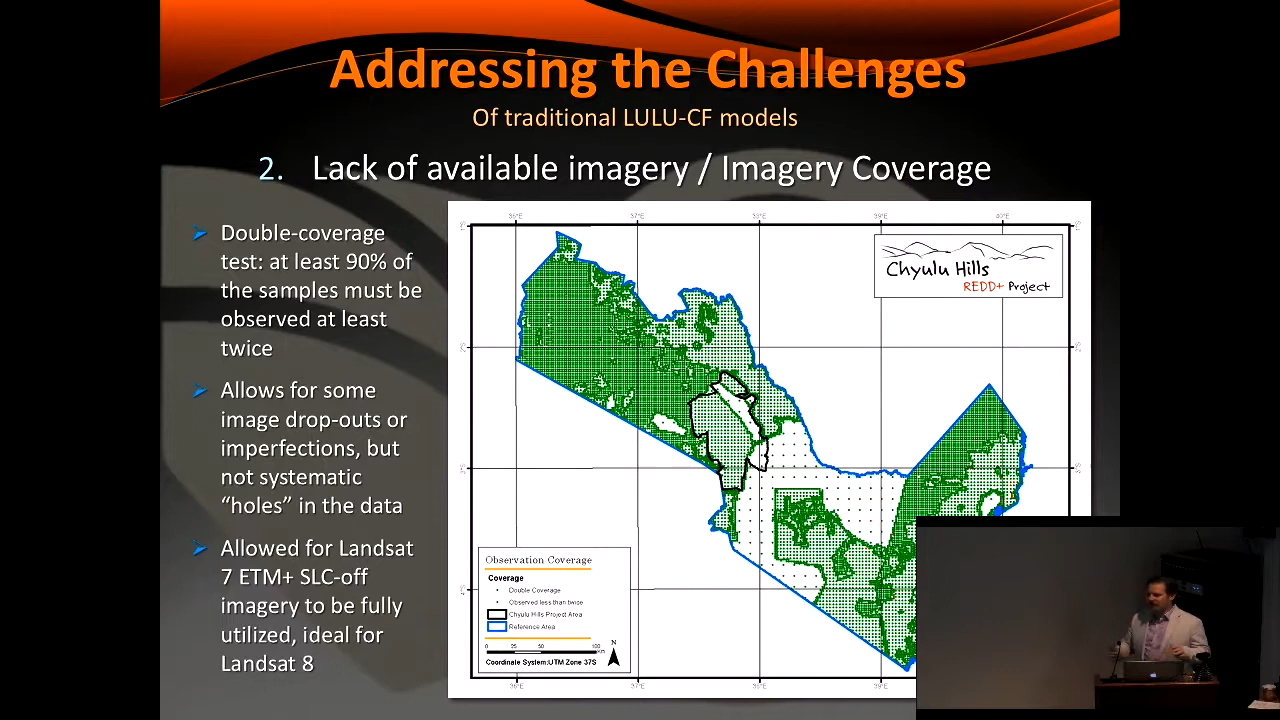 Addressing the Challenges
Of traditional LULU-CF models
2. Lack of available imagery / Imagery Coverage
Double-coverage
test: at least 90% of
the samples must be
observed at least
twice
Allows for some
image drop-outs or
imperfections, but
not systematic
“holes” in the data
Allowed for Landsat
7 ETM+ SLC-off
imagery to be fully
utilized, ideal for
Landsat 8
37°E
39°E
40°E
Chyulu Hills
REDD+ Project
2°S
Observation Coverage
Coverage
Double Coverage
Observed less than twice
Chyulu Hills Project Area
Reference Area
0 25 50 100
N
Coordinate System:UTM Zone 37S
37°E
39°E